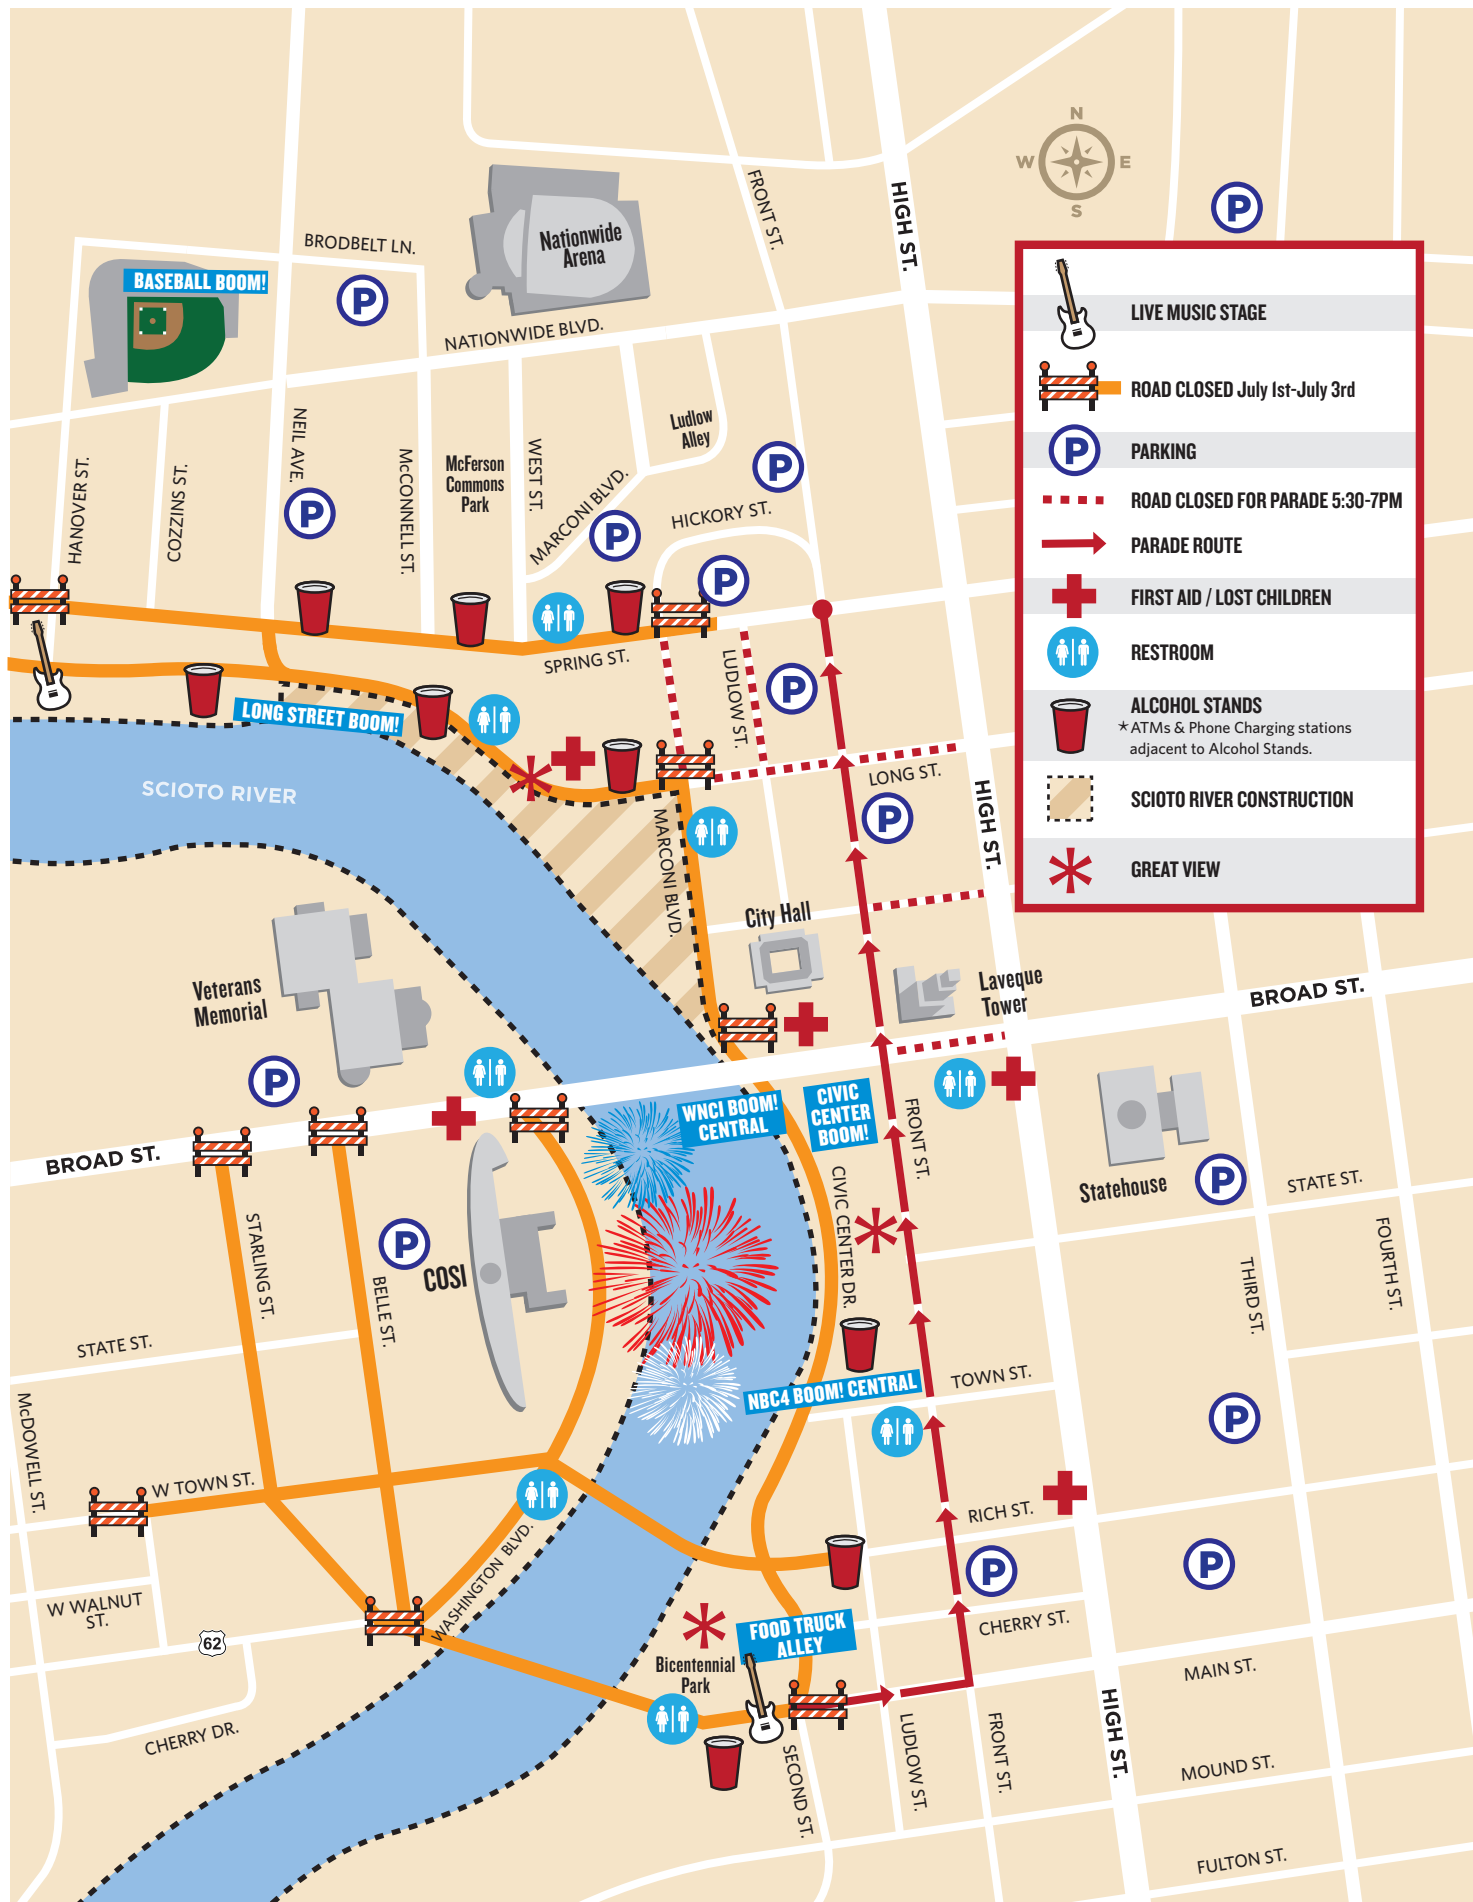 N
W
E
S
FRONT ST.
HIGH ST.
P
BRODBELT LN.
Nationwide
Arena
BASEBALL BOOM!
P
NATIONWIDE BLVD.
LIVE MUSIC STAGE
ROAD CLOSED July 1st-July 3rd
PARKING
P
ROAD CLOSED FOR PARADE 5:30-7PM
PARADE ROUTE
FIRST AID / LOST CHILDREN
RESTROOM
ALCOHOL STANDS
*ATMs & Phone Charging stations
adjacent to Alcohol Stands.
SCIOTO RIVER CONSTRUCTION
GREAT VIEW
HANOVER ST.
COZZINS ST.
NEIL AVE.
P
McCONNELL ST.
McFerson
Commons
Park
WEST ST.
MARCONI BLVD.
Ludlow
Alley
P
HICKORY ST.
P
P
SPRING ST.
LUDLOW ST.
P
LONG STREET BOOM!
LONG ST.
HIGH ST.
P
SCIOTO RIVER
MARCONI BLVD.
City Hall
Laveque
Tower
BROAD ST.
Veterans
Memorial
P
WNCI BOOM!
CENTRAL
CIVIC
CENTER
BOOM!
FRONT ST.
Statehouse
P
STATE ST.
BROAD ST.
STARLING ST.
P
COSI
BELLE ST.
CIVIC CENTER DR.
THIRD ST.
FOURTH ST.
STATE ST.
NBC4 BOOM! CENTRAL
TOWN ST.
P
McDOWELL ST.
W TOWN ST.
RICH ST.
P
P
WASHINGTON BLVD.
W WALNUT
ST.
62
FOOD TRUCK
ALLEY
CHERRY ST.
Bicentennial
Park
MAIN ST.
CHERRY DR.
SECOND ST.
LUDLOW ST.
FRONT ST.
HIGH ST.
MOUND ST.
FULTON ST.